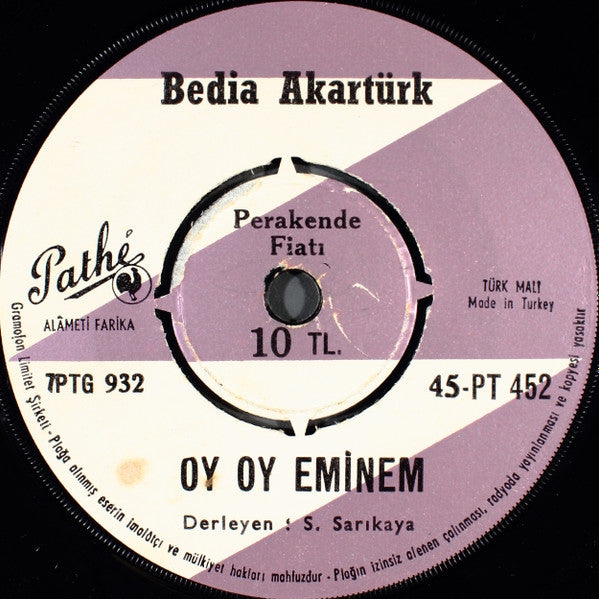 Bedia Akartürk
Perakende
Fiatı
10 TL.
Pathé
ALÂMETİ FARİKA
TÜRK MALI
Made in Turkey
7PTG 932
45-PT 452
OY OY EMİNEM
Derleyen : S. Sarıkaya
Gramofon Limitet Şirketi - Plağa alınmış eserin imalâtçı ve mülkiyet hakları mahfuzdur - Plağın izinsiz alenen çalınması, radyoda yayınlanması ve kopyesi yasaktır